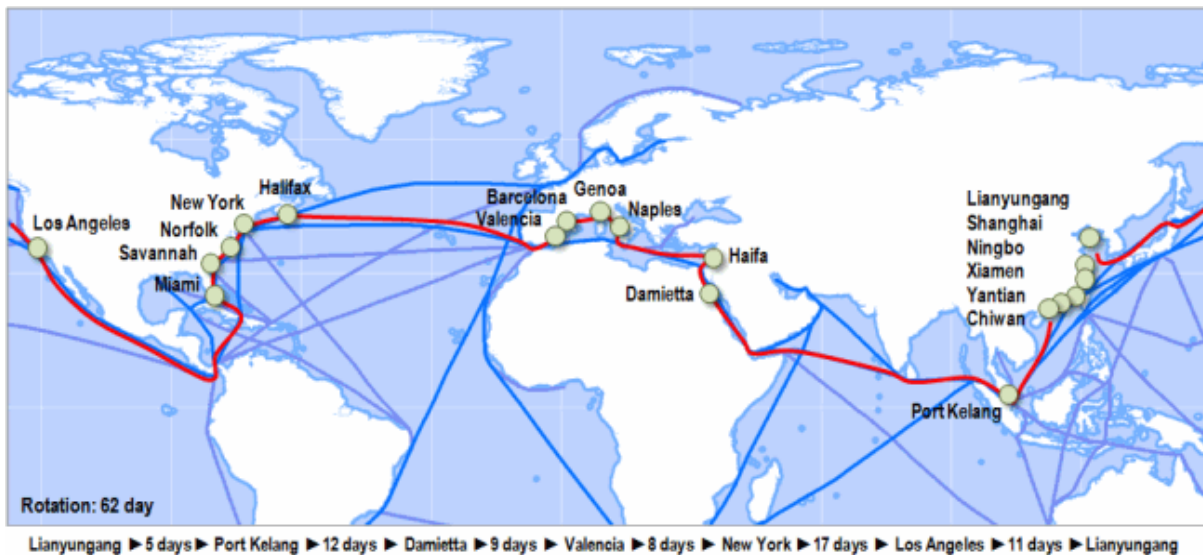 Halifax
New York
Los Angeles
Norfolk
Savannah
Miami
Barcelona
Genoa
Valencia
Naples
Haifa
Damietta
Lianyungang
Shanghai
Ningbo
Xiamen
Yantian
Chiwan
Port Kelang
Rotation: 62 day
Lianyungang ►5 days► Port Kelang ►12 days► Damietta ►9 days► Valencia ►8 days► New York ►17 days► Los Angeles ►11 days►Lianyungang